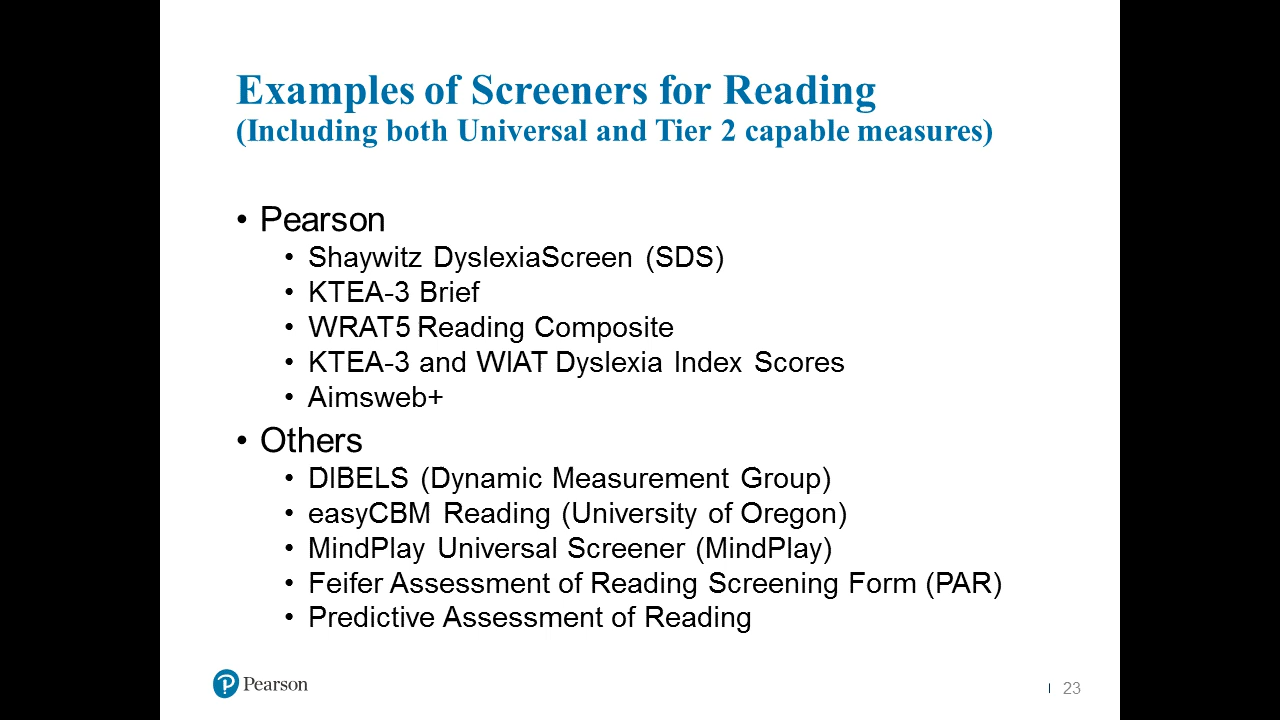 Examples of Screeners for Reading
(Including both Universal and Tier 2 capable measures)
• Pearson
• Shaywitz DyslexiaScreen (SDS)
• KTEA-3 Brief
• WRAT5 Reading Composite
• KTEA-3 and WIAT Dyslexia Index Scores
• Aimsweb+
• Others
• DIBELS (Dynamic Measurement Group)
• easyCBM Reading (University of Oregon)
• MindPlay Universal Screener (MindPlay)
• Feifer Assessment of Reading Screening Form (PAR)
• Predictive Assessment of Reading
P Pearson
| 23